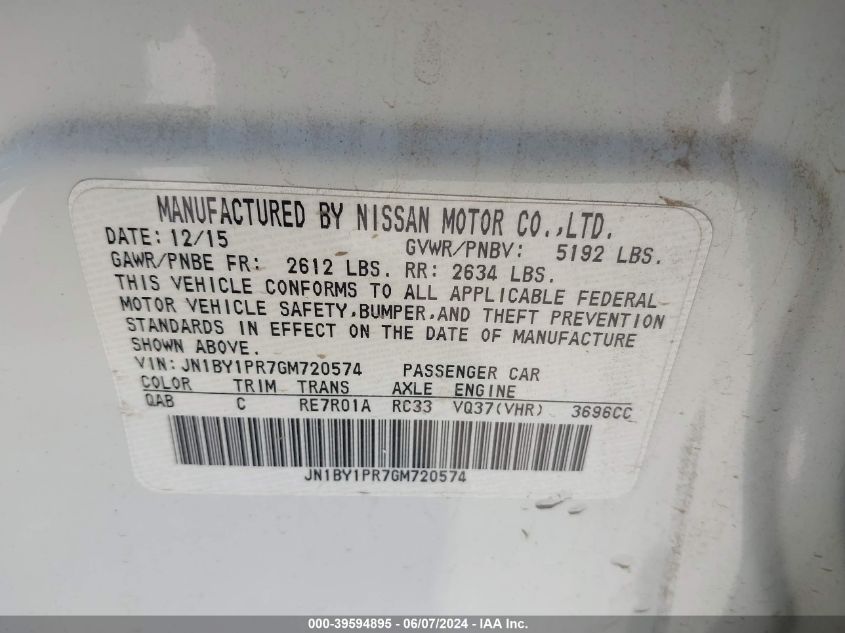 MANUFACTURED BY NISSAN MOTOR CO.,LTD.
DATE: 12/15 GVWR/PNBV: 5192 LBS.
GAWR/PNBE FR: 2612 LBS. RR: 2634 LBS.
THIS VEHICLE CONFORMS TO ALL APPLICABLE FEDERAL
MOTOR VEHICLE SAFETY,BUMPER,AND THEFT PREVENTION
STANDARDS IN EFFECT ON THE DATE OF MANUFACTURE
SHOWN ABOVE.
VIN: JN1BY1PR7GM720574 PASSENGER CAR
COLOR TRIM TRANS AXLE ENGINE
QAB C RE7R01A RC33 VQ37(VHR) 3696CC
JN1BY1PR7GM720574
000-39594895 - 06/07/2024 - IAA Inc.